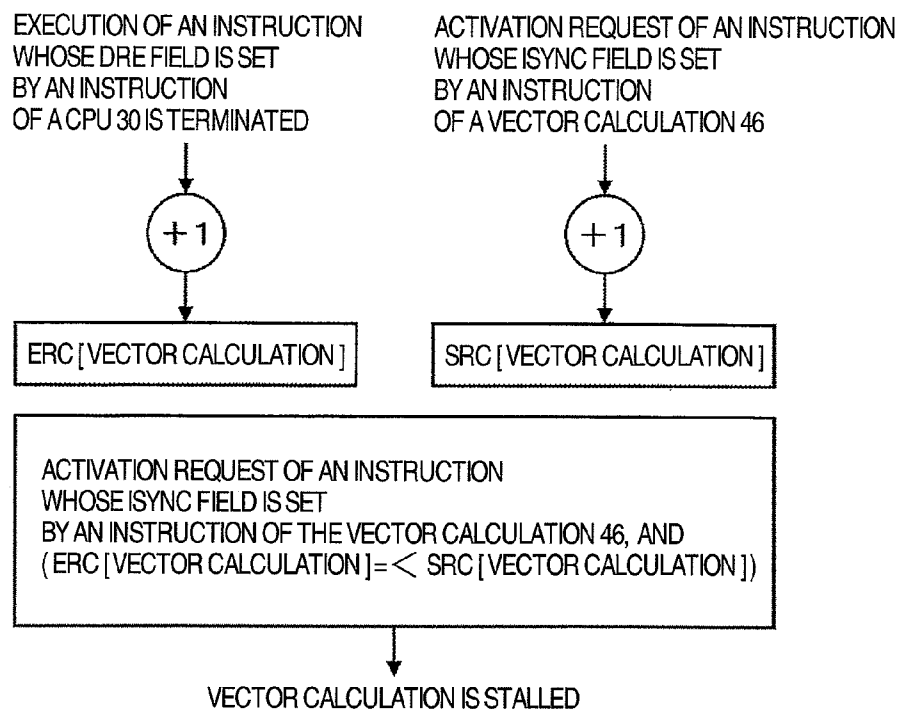 EXECUTION OF AN INSTRUCTION
WHOSE DRE FIELD IS SET
BY AN INSTRUCTION
OF A CPU 30 IS TERMINATED
ACTIVATION REQUEST OF AN INSTRUCTION
WHOSE ISYNC FIELD IS SET
BY AN INSTRUCTION
OF A VECTOR CALCULATION 46
+1
+1
ERC [VECTOR CALCULATION]
SRC [VECTOR CALCULATION]
ACTIVATION REQUEST OF AN INSTRUCTION
WHOSE ISYNC FIELD IS SET
BY AN INSTRUCTION OF THE VECTOR CALCULATION 46, AND
(ERC [VECTOR CALCULATION] =< SRC [VECTOR CALCULATION])
VECTOR CALCULATION IS STALLED